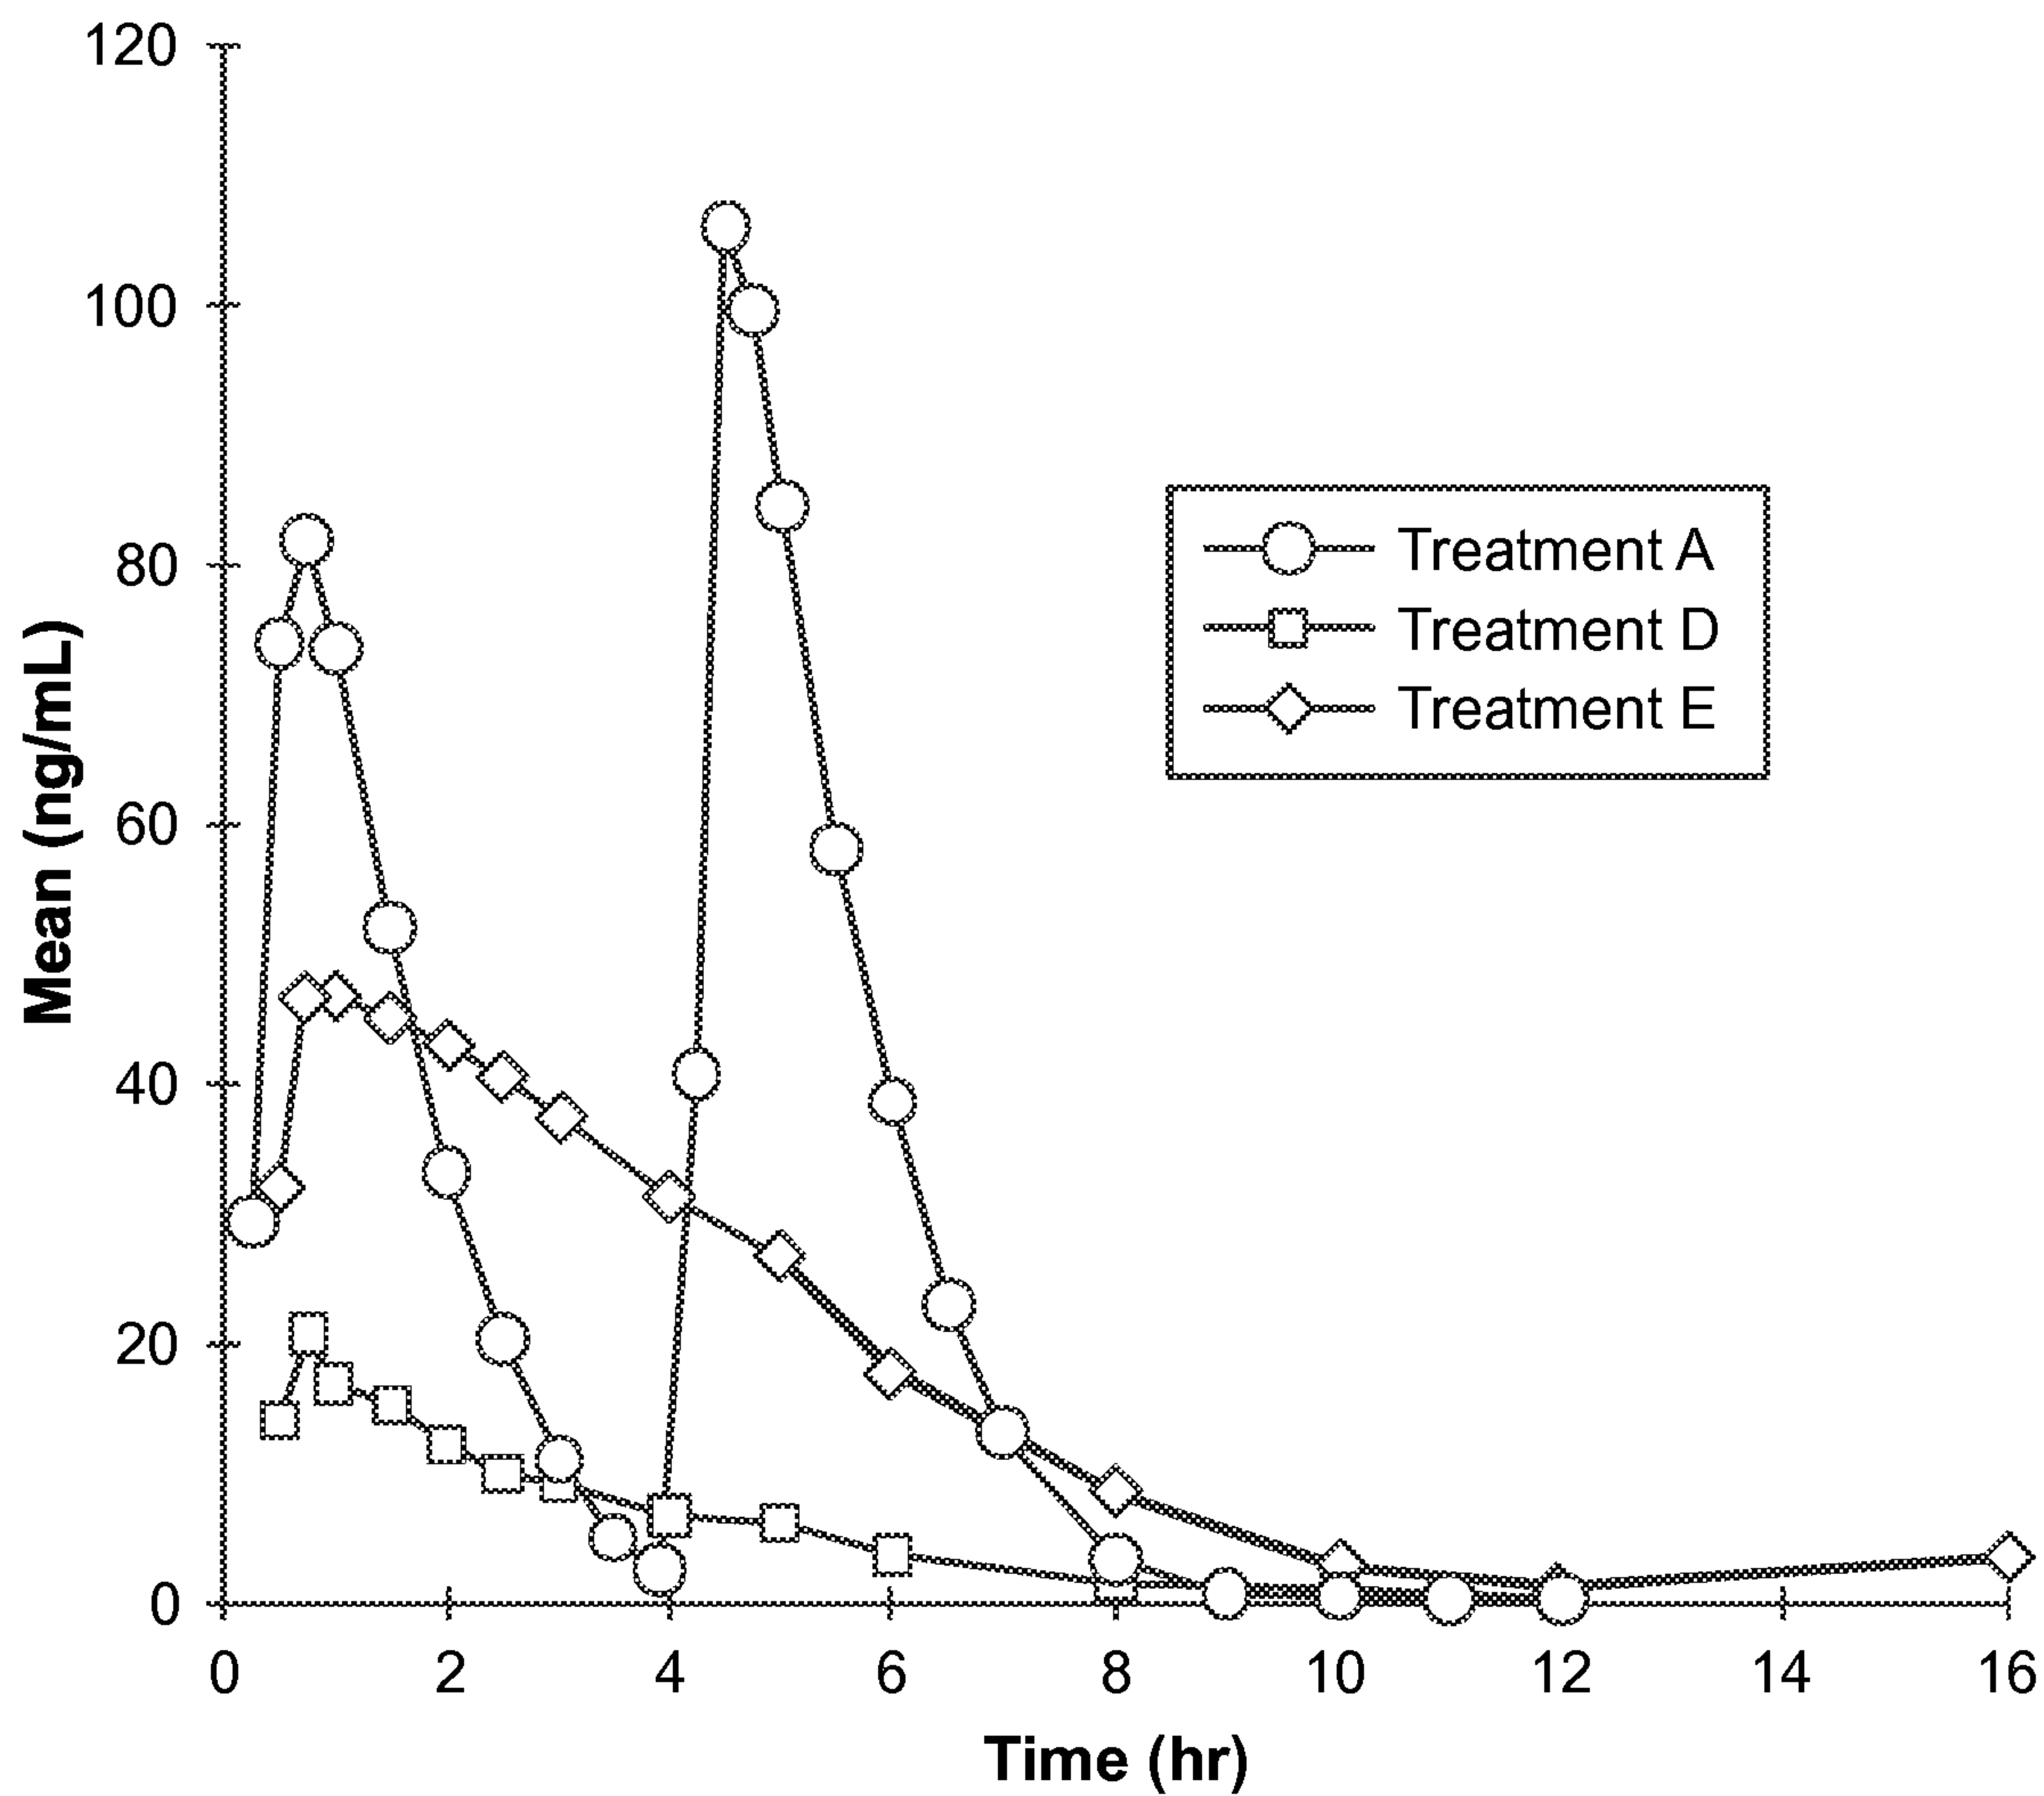 120
100
80
60
40
20
0
Mean (ng/mL)
Treatment A
Treatment D
Treatment E
0 2 4 6 8 10 12 14 16
Time (hr)